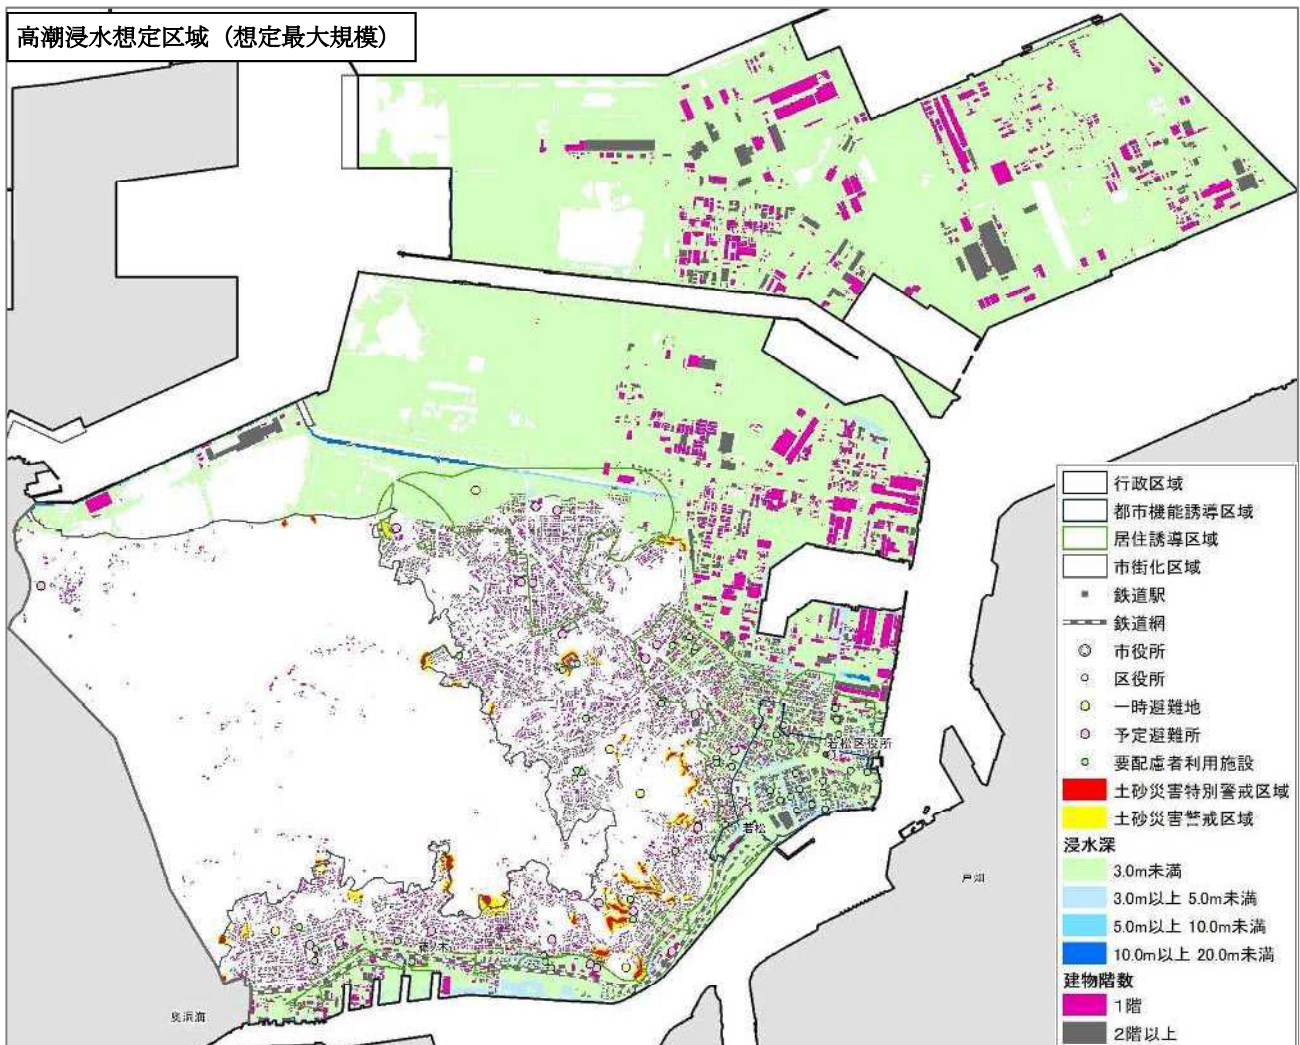 高潮浸水想定区域（想定最大規模）
若松区役所
若松
戸畑
藤ノ木
奥洞海
行政区域
都市機能誘導区域
居住誘導区域
市街化区域
鉄道駅
鉄道網
市役所
区役所
一時避難地
予定避難所
要配慮者利用施設
土砂災害特別警戒区域
土砂災害警戒区域
浸水深
3.0m未満
3.0m以上 5.0m未満
5.0m以上 10.0m未満
10.0m以上 20.0m未満
建物階数
1階
2階以上